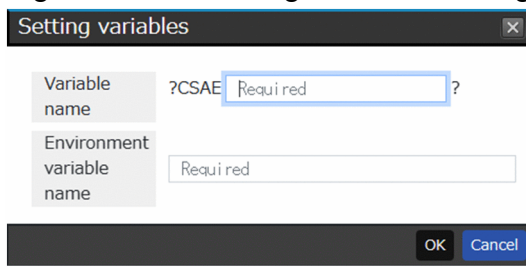 Setting variables
Variable name
?CSAE Required ?
Environment variable name
Required
OK Cancel